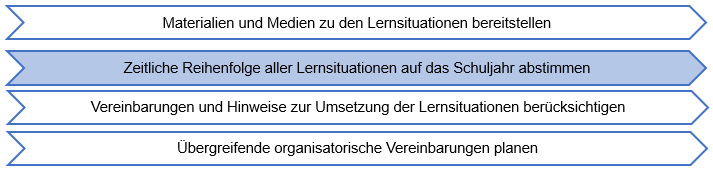 Materialien und Medien zu den Lernsituationen bereitstellen
Zeitliche Reihenfolge aller Lernsituationen auf das Schuljahr abstimmen
Vereinbarungen und Hinweise zur Umsetzung der Lernsituationen berücksichtigen
Übergreifende organisatorische Vereinbarungen planen